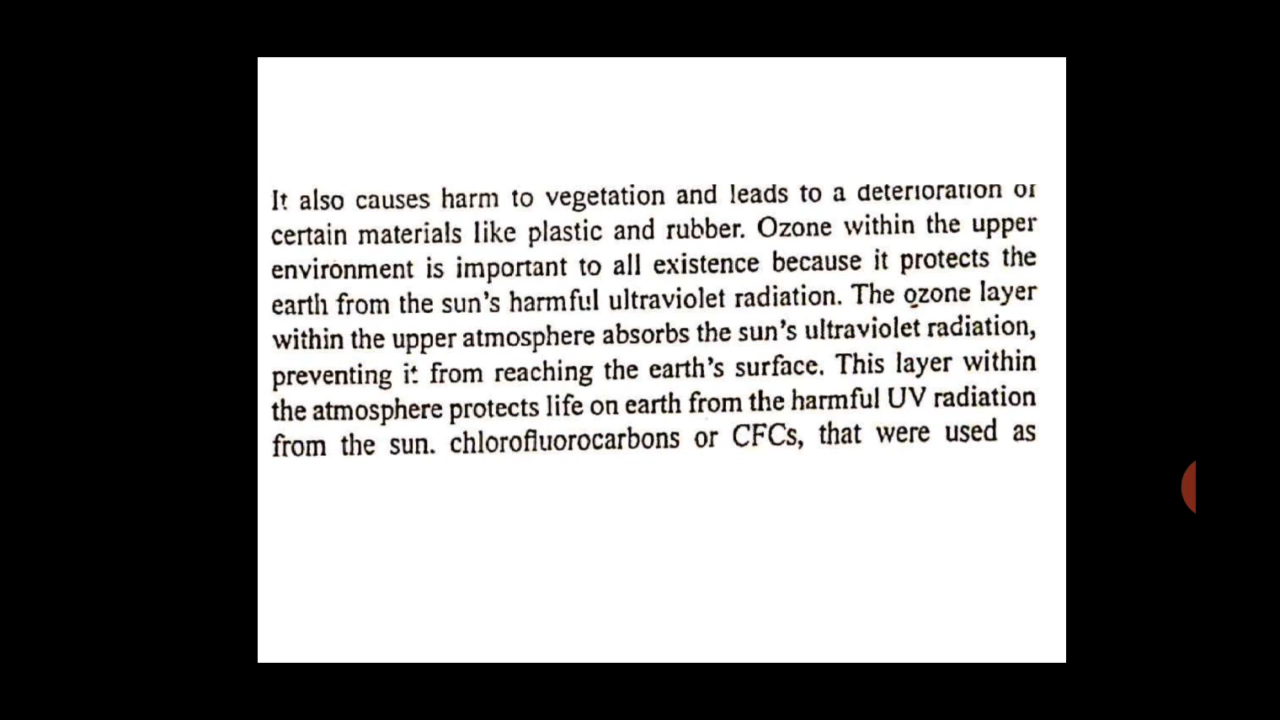 It also causes harm to vegetation and leads to a deterioration of
certain materials like plastic and rubber. Ozone within the upper
environment is important to all existence because it protects the
earth from the sun's harmful ultraviolet radiation. The ozone layer
within the upper atmosphere absorbs the sun's ultraviolet radiation,
preventing it from reaching the earth's surface. This layer within
the atmosphere protects life on earth from the harmful UV radiation
from the sun. chlorofluorocarbons or CFCs, that were used as